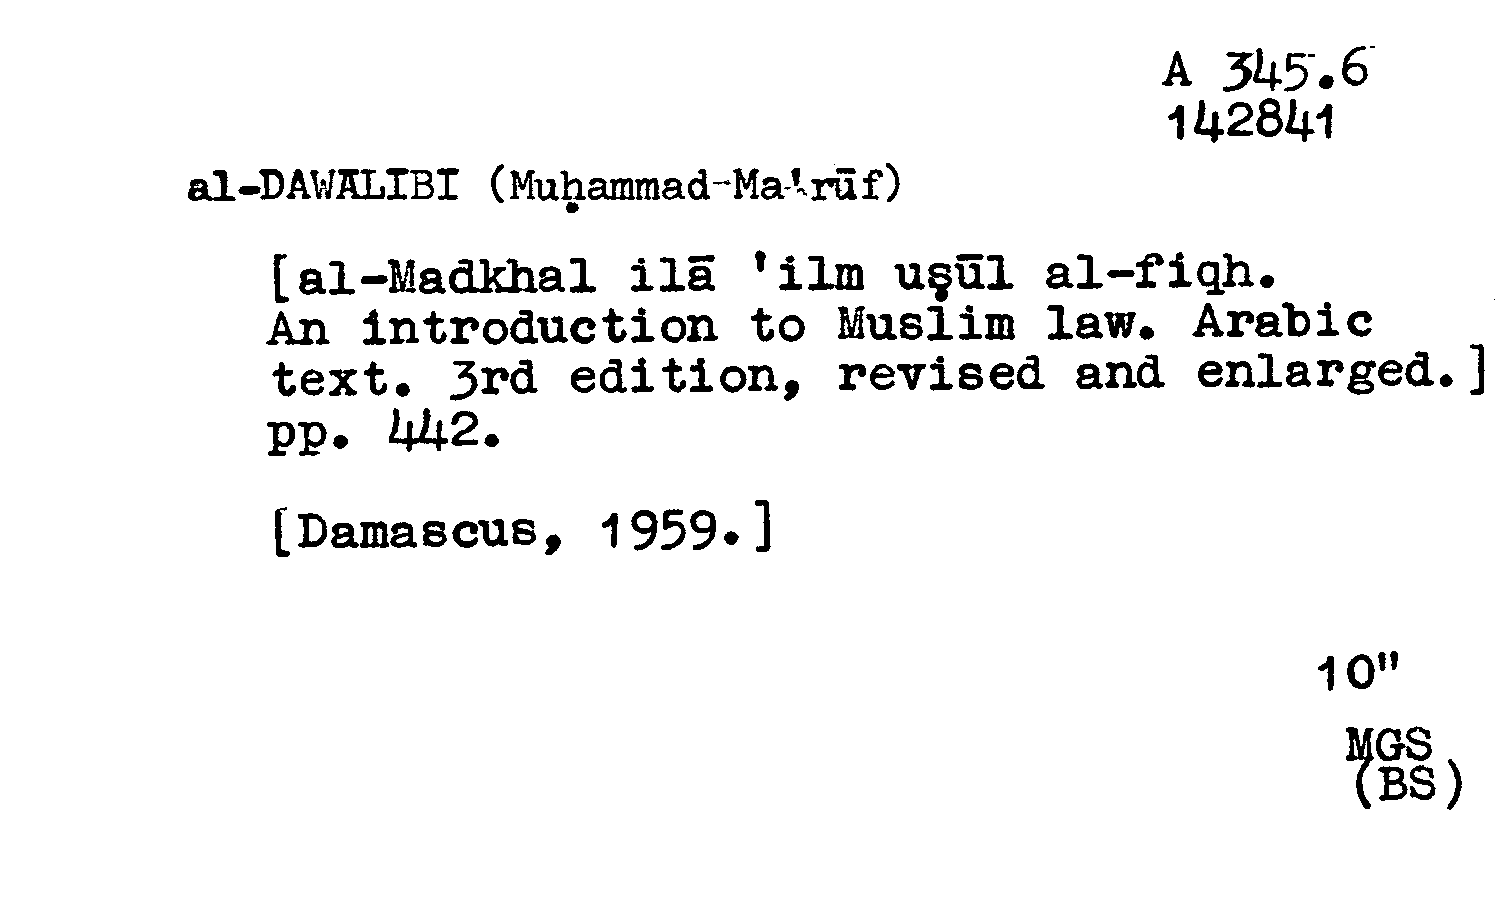 A 345.6
142841
al-DAWĀLIBI (Muḥammad-Ma'rūf)
[al-Madkhal ilā 'ilm uṣūl al-fiqh.
An introduction to Muslim law. Arabic
text. 3rd edition, revised and enlarged.]
pp. 442.
[Damascus, 1959.]
10"
MGS
(BS)